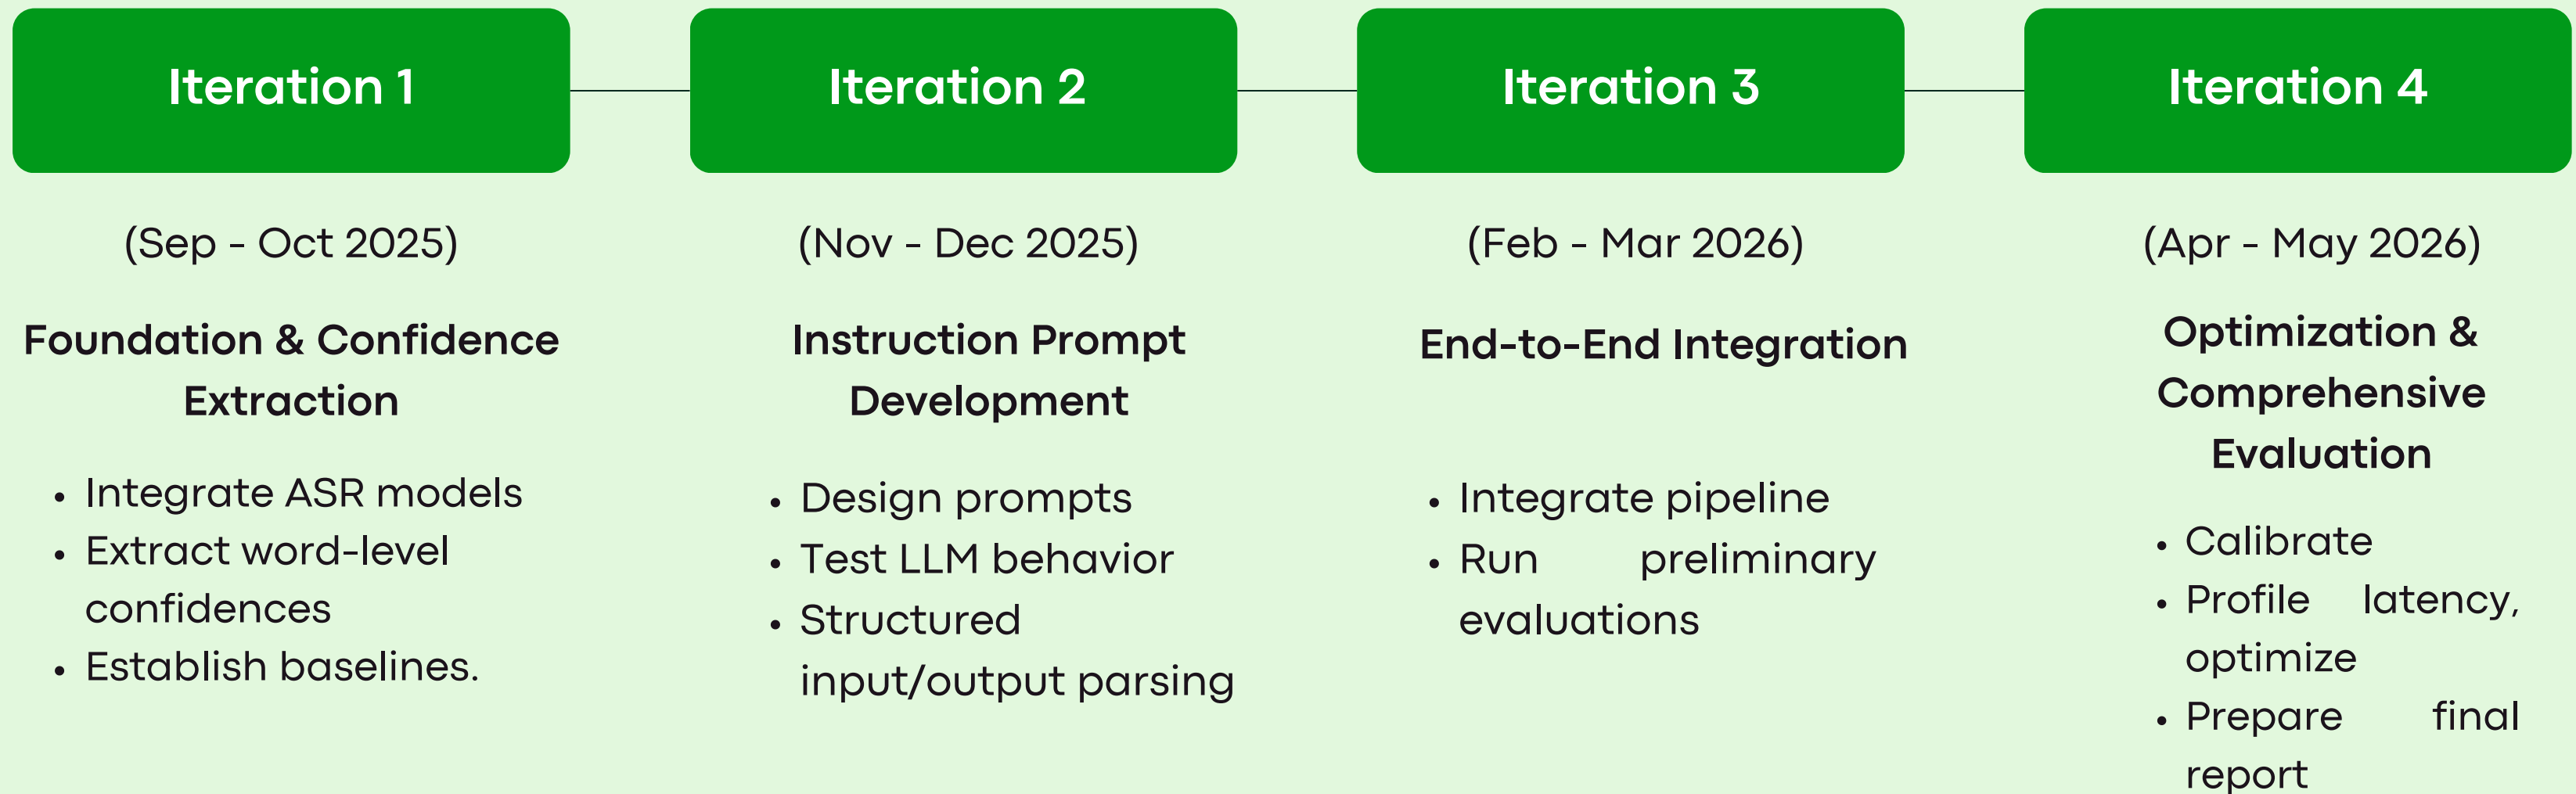 Iteration 1
Iteration 2
Iteration 3
Iteration 4
(Sep - Oct 2025)
(Nov - Dec 2025)
(Feb - Mar 2026)
(Apr - May 2026)
Foundation & Confidence
Extraction
• Integrate ASR models
• Extract word-level
confidences
• Establish baselines.
Instruction Prompt
Development
• Design prompts
• Test LLM behavior
• Structured
input/output parsing
End-to-End Integration
• Integrate pipeline
• Run preliminary
evaluations
Optimization &
Comprehensive
Evaluation
• Calibrate
• Profile latency,
optimize
• Prepare final
report